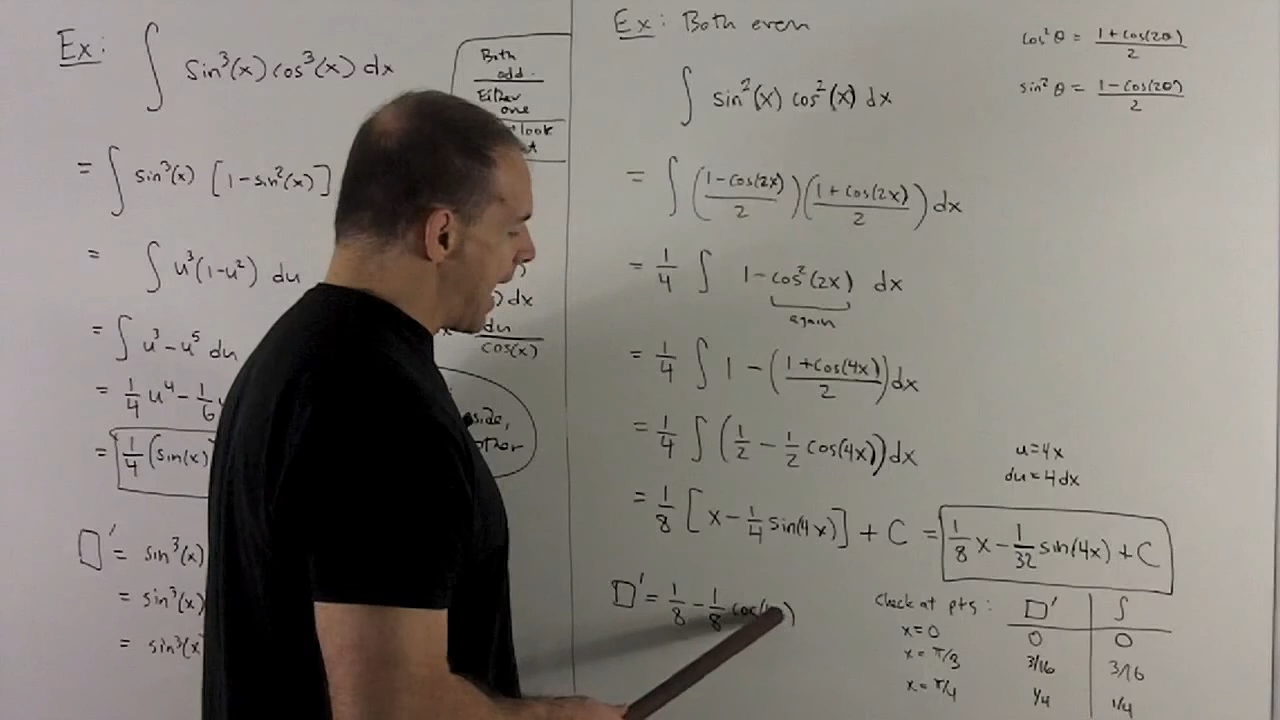 Ex: ∫ sin³(x) cos³(x) dx
= ∫ sin³(x) [1-sin²(x)]
= ∫ u³(1-u²) du
= ∫ u³ - u⁵ du
= 1/4 u⁴ - 1/6
= 1/4 (sin(x)
□' = sin³(x)
= sin³(x)
= sin³(x
Both
odd.
Either
one
look
) dx
du/cos(x)
side,
other
Ex: Both even
∫ sin²(x) cos²(x) dx
= ∫ ((1-cos(2x))/2)((1+cos(2x))/2) dx
= 1/4 ∫ 1-cos²(2x) dx
again
= 1/4 ∫ 1 - ((1+cos(4x))/2) dx
= 1/4 ∫ (1/2 - 1/2 cos(4x)) dx
= 1/8 [x - 1/4 sin(4x)] + C = 1/8 x - 1/32 sin(4x) + C
□' = 1/8 - 1/8 cos(
cos²θ = (1+cos(2θ))/2
sin²θ = (1-cos(2θ))/2
u=4x
du=4dx
Check at pts: □' ∫
x=0 0 0
x=π/3 3/16 3/16
x=π/4 1/4 1/4